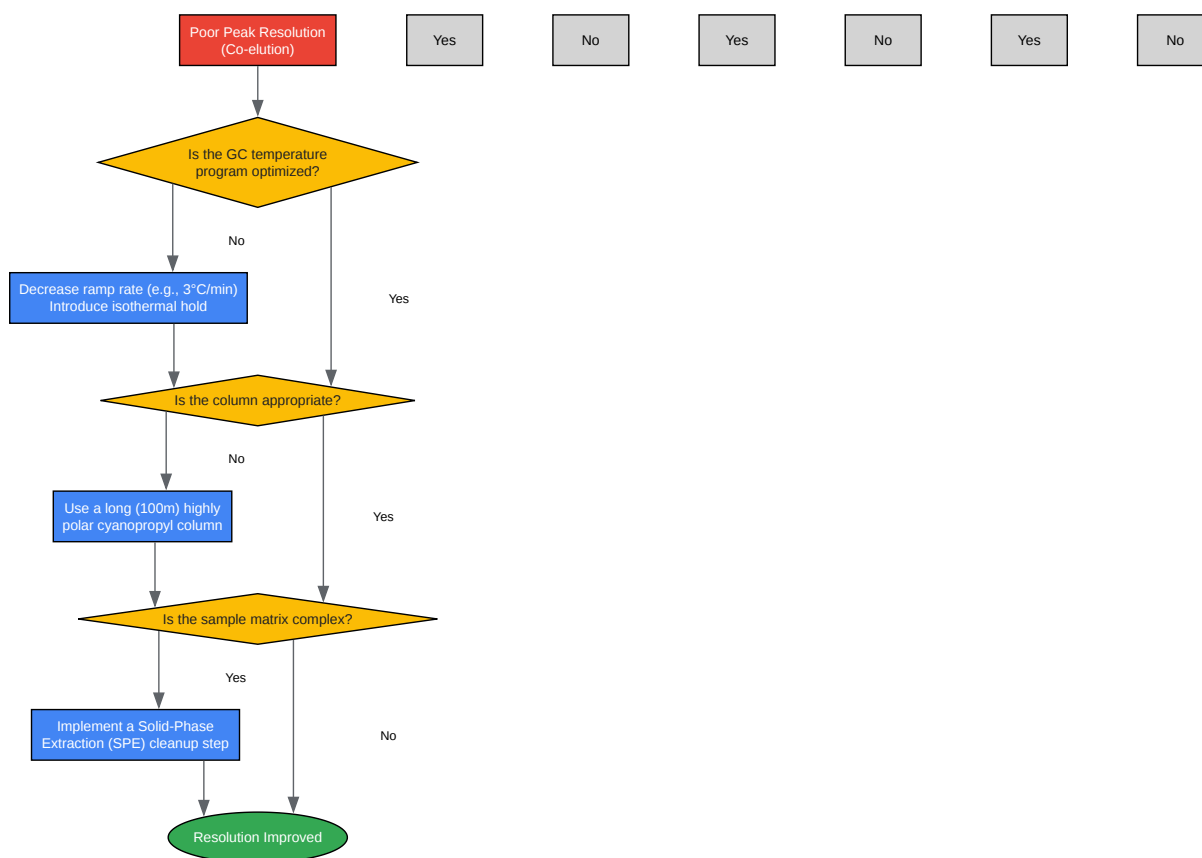 Poor Peak Resolution
(Co-elution)
Yes
No
Yes
No
Yes
No
Is the GC temperature
program optimized?
No
Decrease ramp rate (e.g., 3°C/min)
Introduce isothermal hold
Yes
Is the column appropriate?
No
Use a long (100m) highly
polar cyanopropyl column
Yes
Is the sample matrix complex?
Yes
Implement a Solid-Phase
Extraction (SPE) cleanup step
No
Resolution Improved